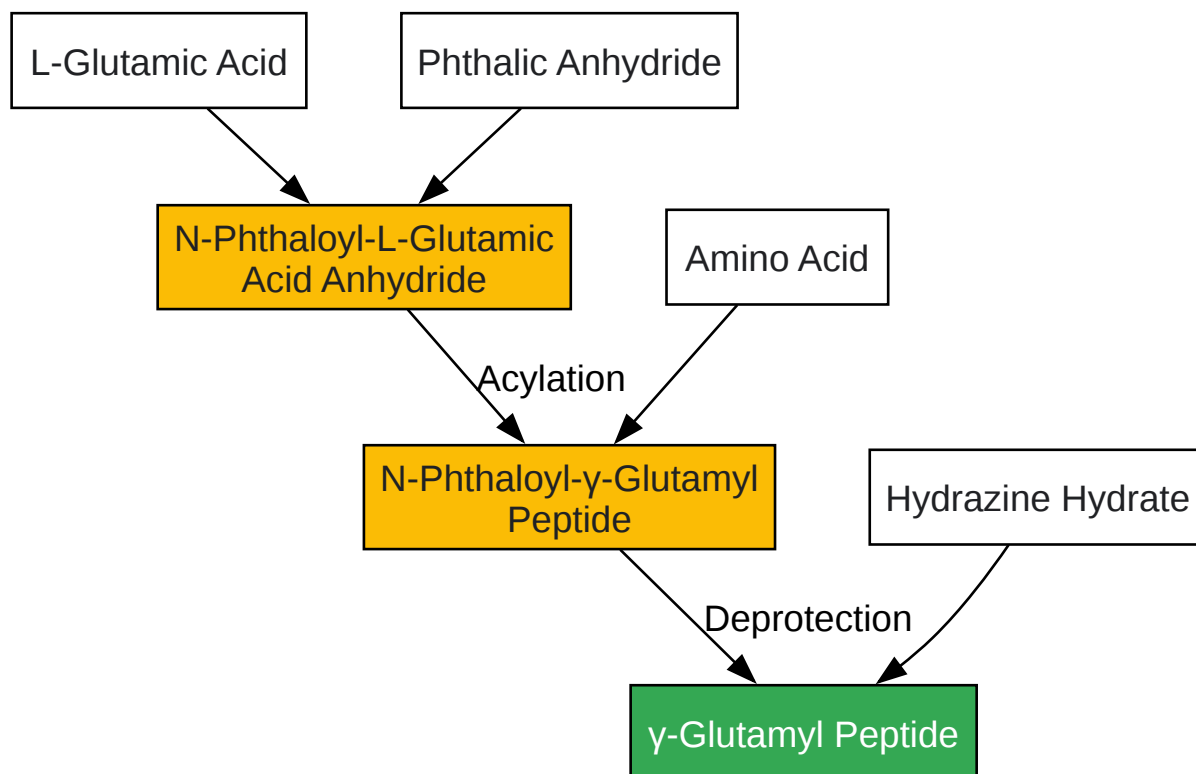 L-Glutamic Acid
Phthalic Anhydride
N-Phthaloyl-L-Glutamic
Acid Anhydride
Amino Acid
Acylation
N-Phthaloyl-γ-Glutamyl
Peptide
Hydrazine Hydrate
Deprotection
γ-Glutamyl Peptide